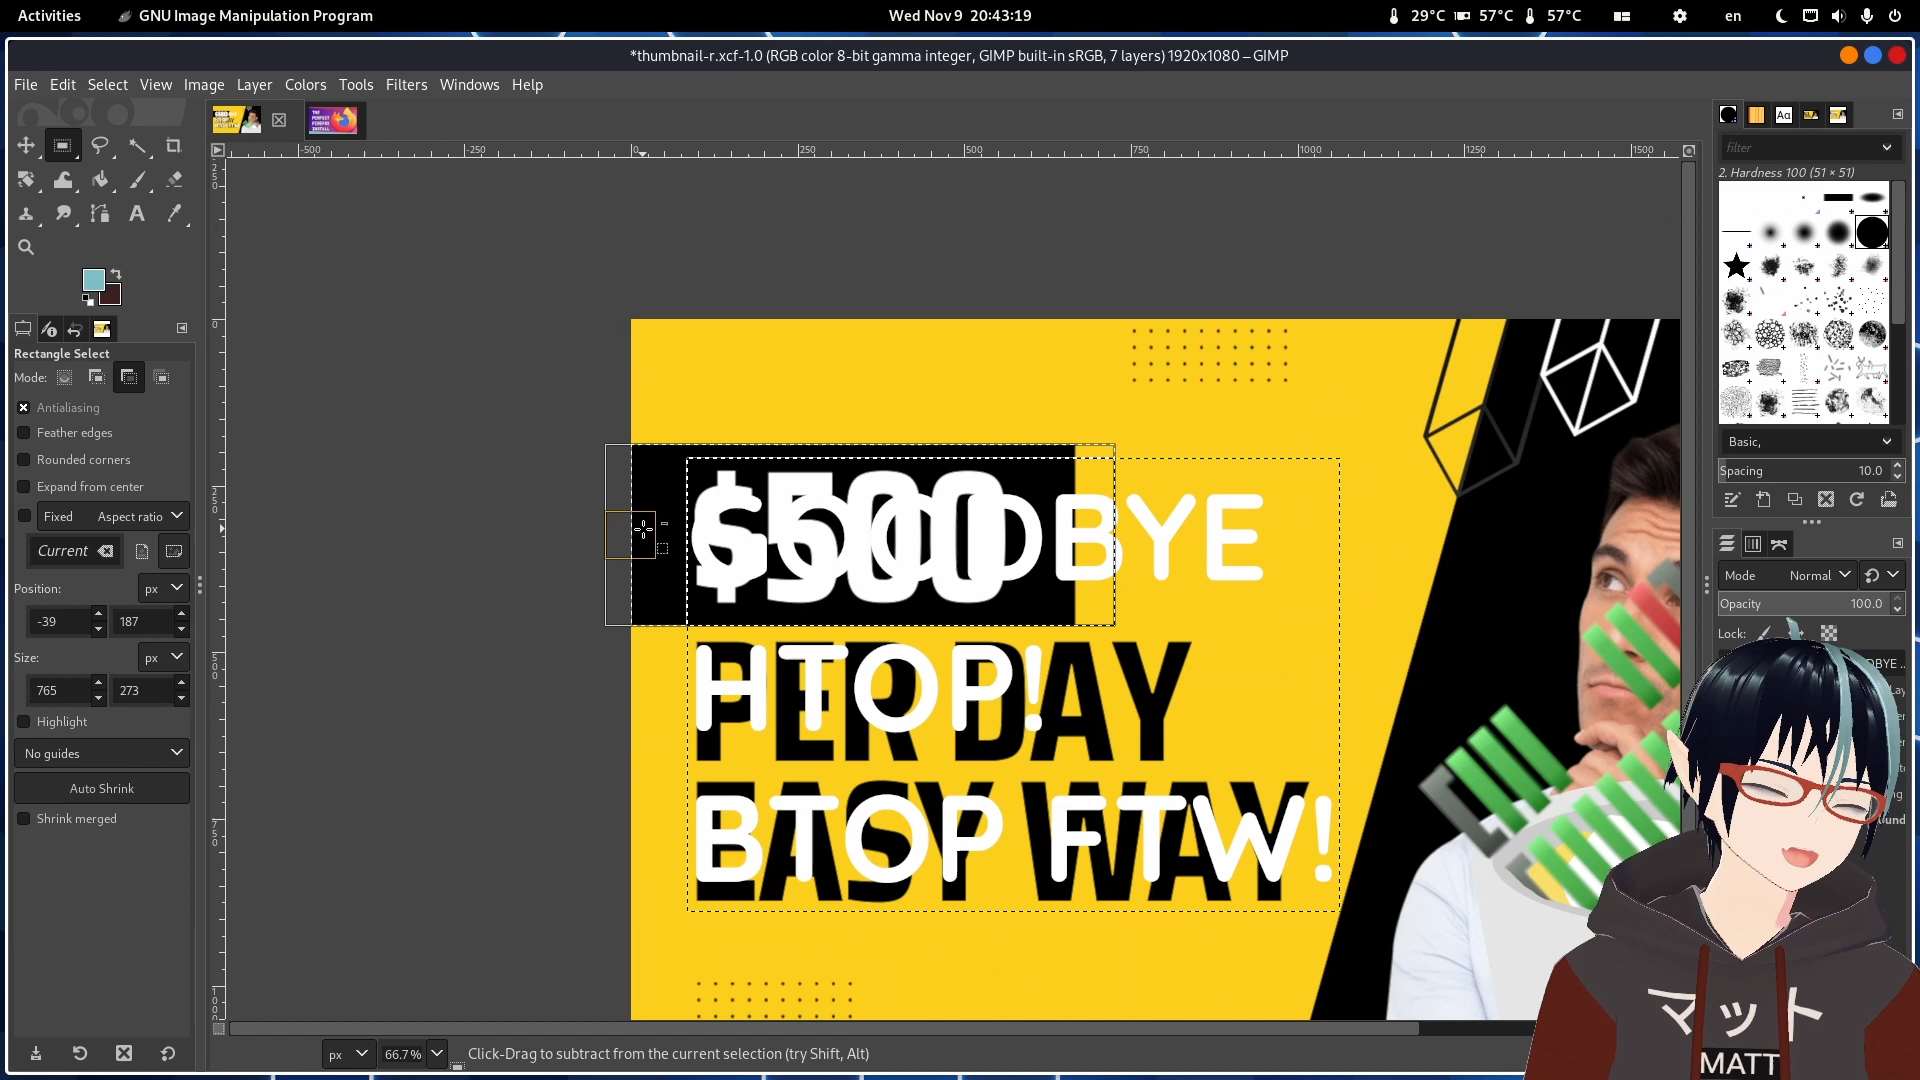 Activities
GNU Image Manipulation Program
Wed Nov 9 20:43:19
29°C
57°C
57°C
en
*thumbnail-r.xcf-1.0 (RGB color 8-bit gamma integer, GIMP built-in sRGB, 7 layers) 1920x1080 – GIMP
File Edit Select View Image Layer Colors Tools Filters Windows Help
-500 -250 0 250 500 750 1000 1250 1500
filter
2. Hardness 100 (51 × 51)
Basic,
Spacing 10.0
Mode Normal
Opacity 100.0
Lock:
Rectangle Select
Mode:
Antialiasing
Feather edges
Rounded corners
Expand from center
Fixed Aspect ratio
Current
Position: px
-39 187
Size: px
765 273
Highlight
No guides
Auto Shrink
Shrink merged
$500
GOODBYE
PER DAY
HTOP!
EASY WAY
BTOP FTW!
マット
MATT
px 66.7% Click-Drag to subtract from the current selection (try Shift, Alt)